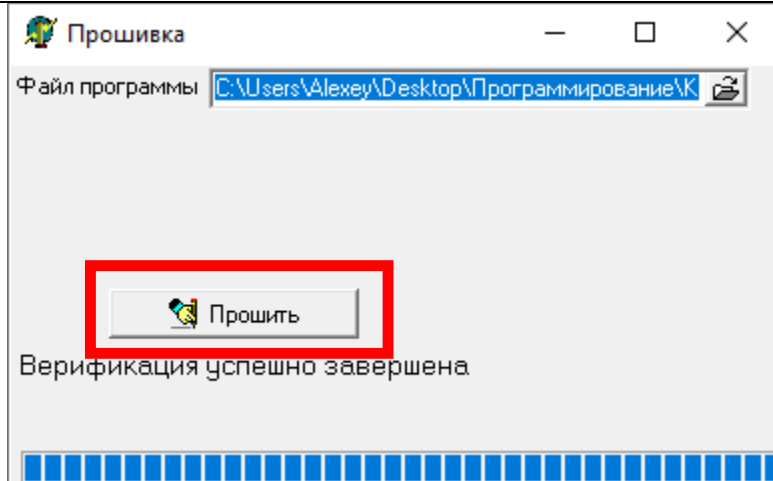 Прошивка
Файл программы C:\Users\Alexey\Desktop\Программирование\К
Прошить
Верификация успешно завершена